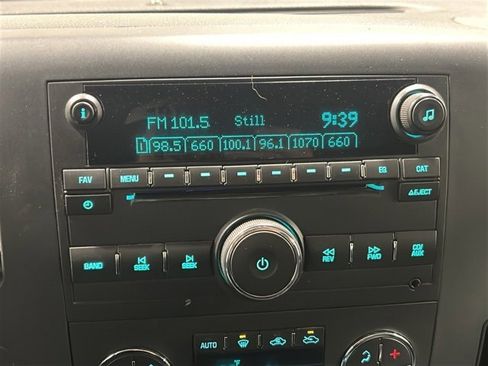 FM 101.5 Still 9:39
1 98.5 660 100.1 96.1 1070 660
FAV MENU EQ CAT
EJECT
BAND SEEK SEEK REV FWD CD/AUX
AUTO